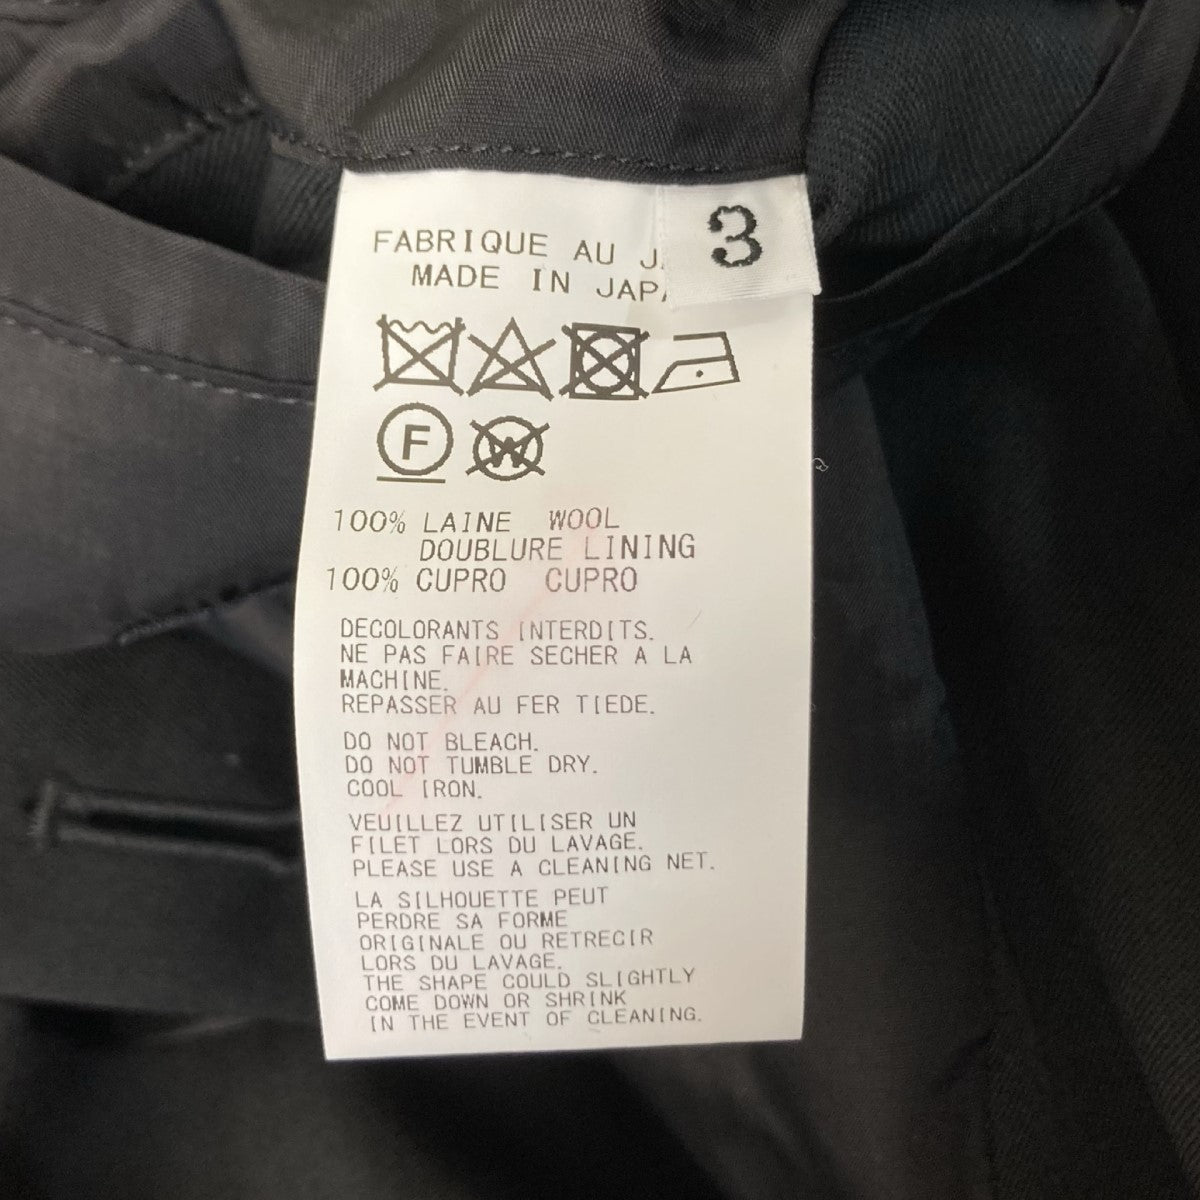 FABRIQUE AU
3
MADE IN
F
W
100% LAINE WOOL
DOUBLURE LINING
100% CUPRO CUPRO
DECOLORANTS INTERDITS.
NE PAS FAIRE SECHER A LA
MACHINE.
REPASSER AU FER TIEDE.
DO NOT BLEACH.
DO NOT TUMBLE DRY.
COOL IRON.
VEUILLEZ UTILISER UN
FILET LORS DU LAVAGE.
PLEASE USE A CLEANING NET.
LA SILHOUETTE PEUT
PERDRE SA FORME
ORIGINALE OU RETRECIR
LORS DU LAVAGE.
THE SHAPE COULD SLIGHTLY
COME DOWN OR SHRINK
IN THE EVENT OF CLEANING.